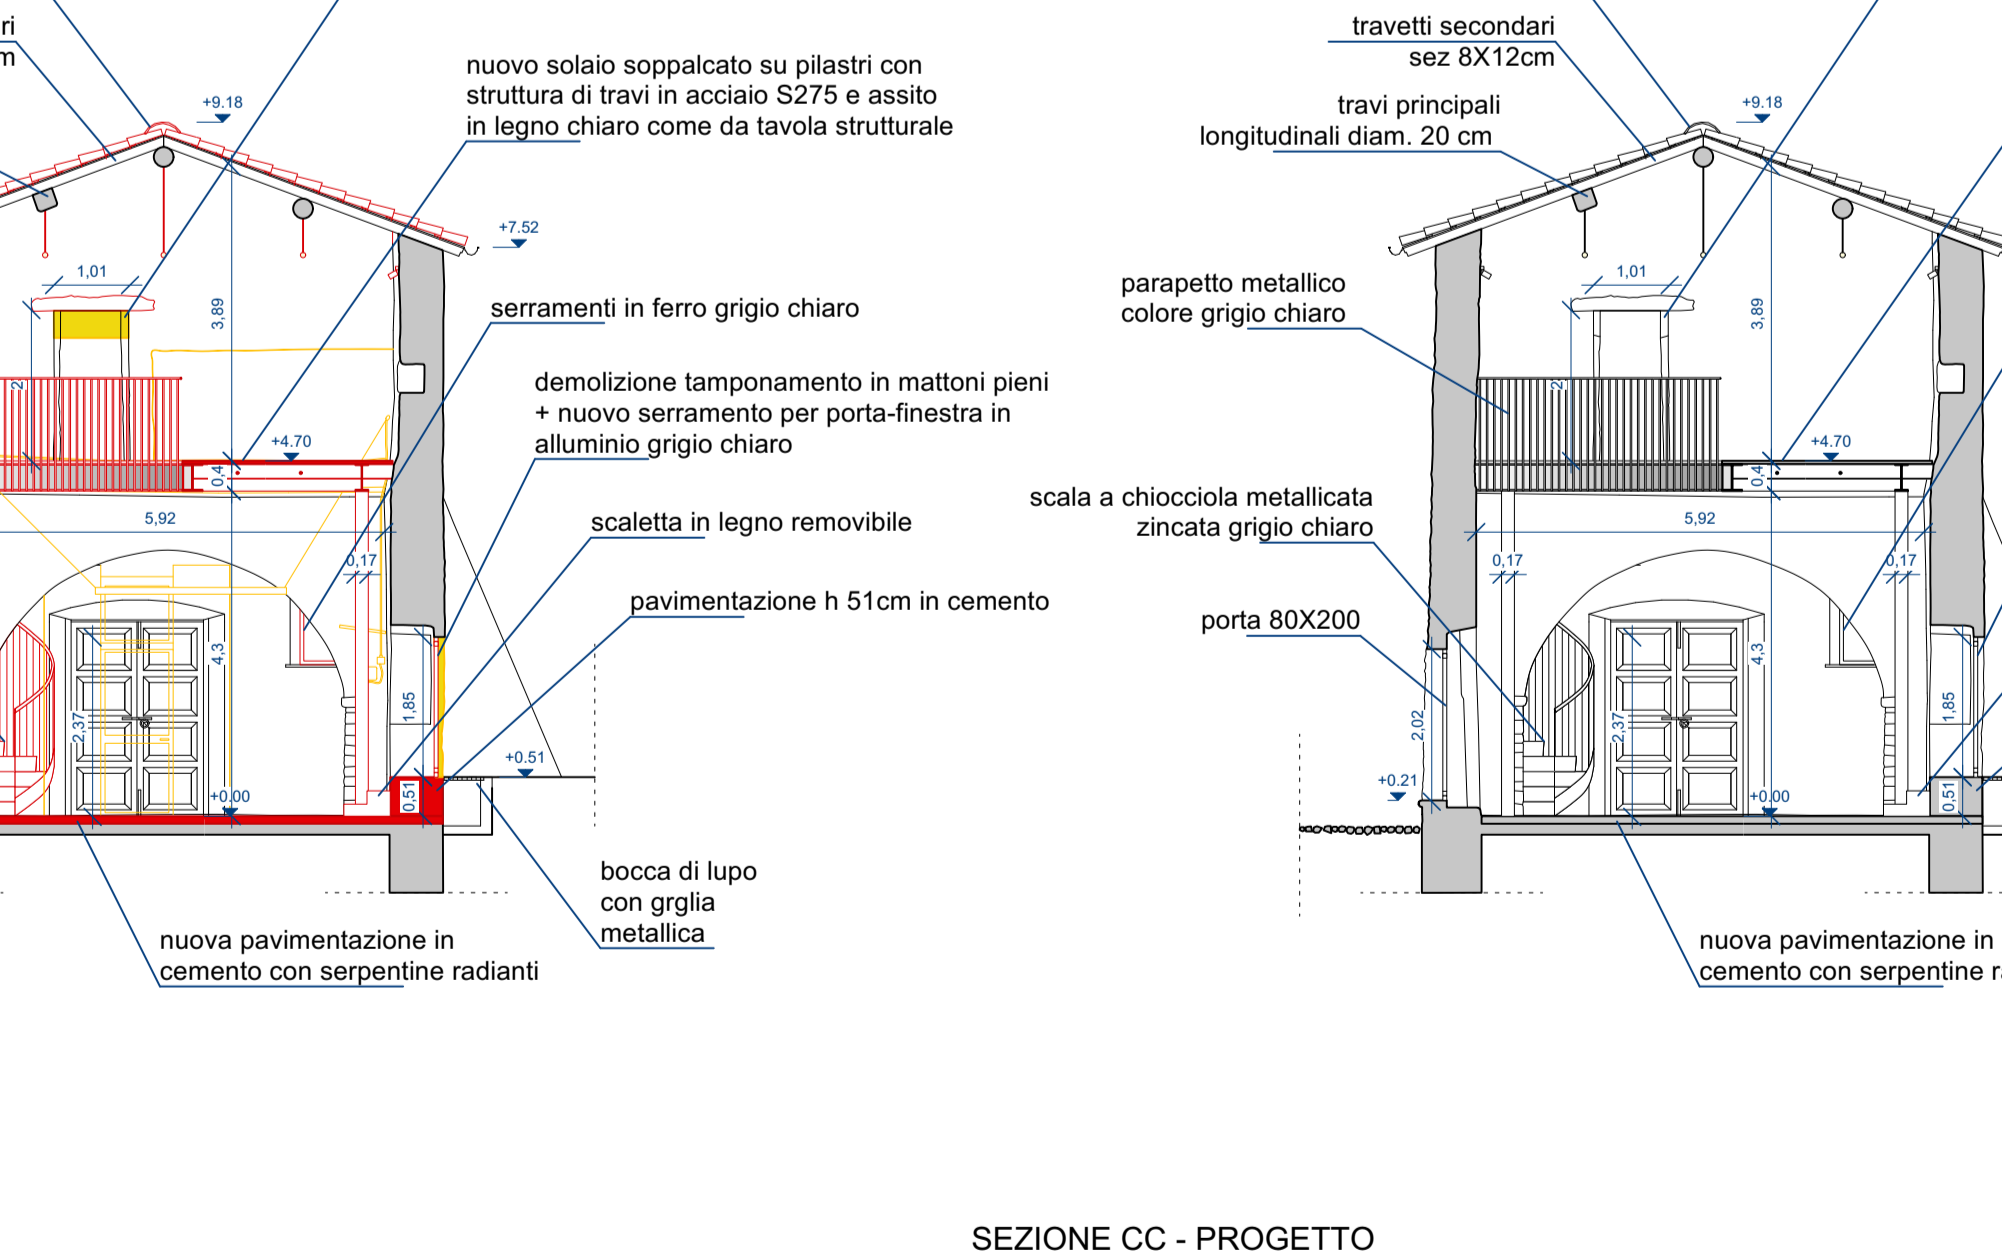 ri
m
nuovo solaio soppalcato su pilastri con
struttura di travi in acciaio S275 e assito
in legno chiaro come da tavola strutturale
+9.18
+7.52
1,01
3,89
2
serramenti in ferro grigio chiaro
demolizione tamponamento in mattoni pieni
+ nuovo serramento per porta-finestra in
alluminio grigio chiaro
+4.70
0,4
5,92
0,17
scaletta in legno removibile
pavimentazione h 51cm in cemento
4,3
2,37
1,85
+0.51
0,51
+0.00
bocca di lupo
con grglia
metallica
nuova pavimentazione in
cemento con serpentine radianti
travetti secondari
sez 8X12cm
travi principali
longitudinali diam. 20 cm
+9.18
1,01
3,89
2
parapetto metallico
colore grigio chiaro
+4.70
0,4
scala a chiocciola metallicata
zincata grigio chiaro
5,92
0,17
0,17
porta 80X200
4,3
2,37
2,02
1,85
+0.21
+0.00
0,51
nuova pavimentazione in
cemento con serpentine ra
SEZIONE CC - PROGETTO